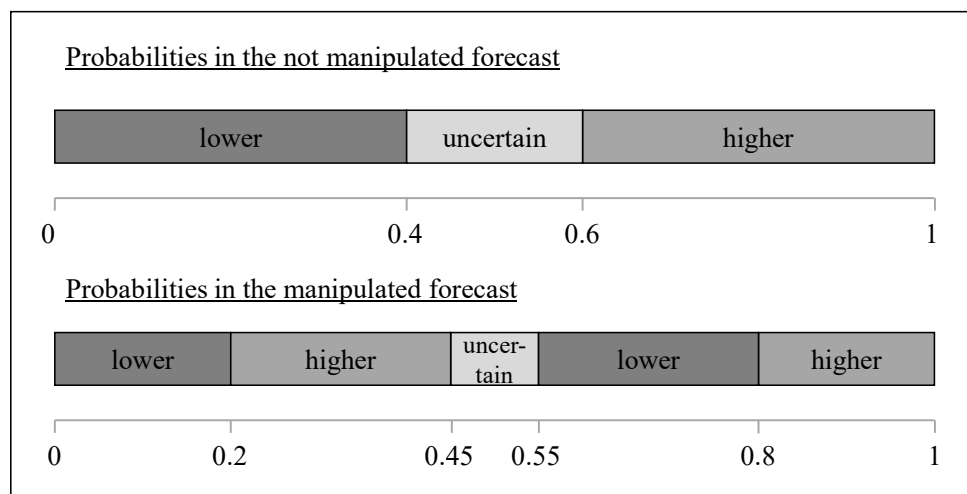 Probabilities in the not manipulated forecast
lower uncertain higher
0 0.4 0.6 1
Probabilities in the manipulated forecast
lower higher uncer-
tain lower higher
0 0.2 0.45 0.55 0.8 1